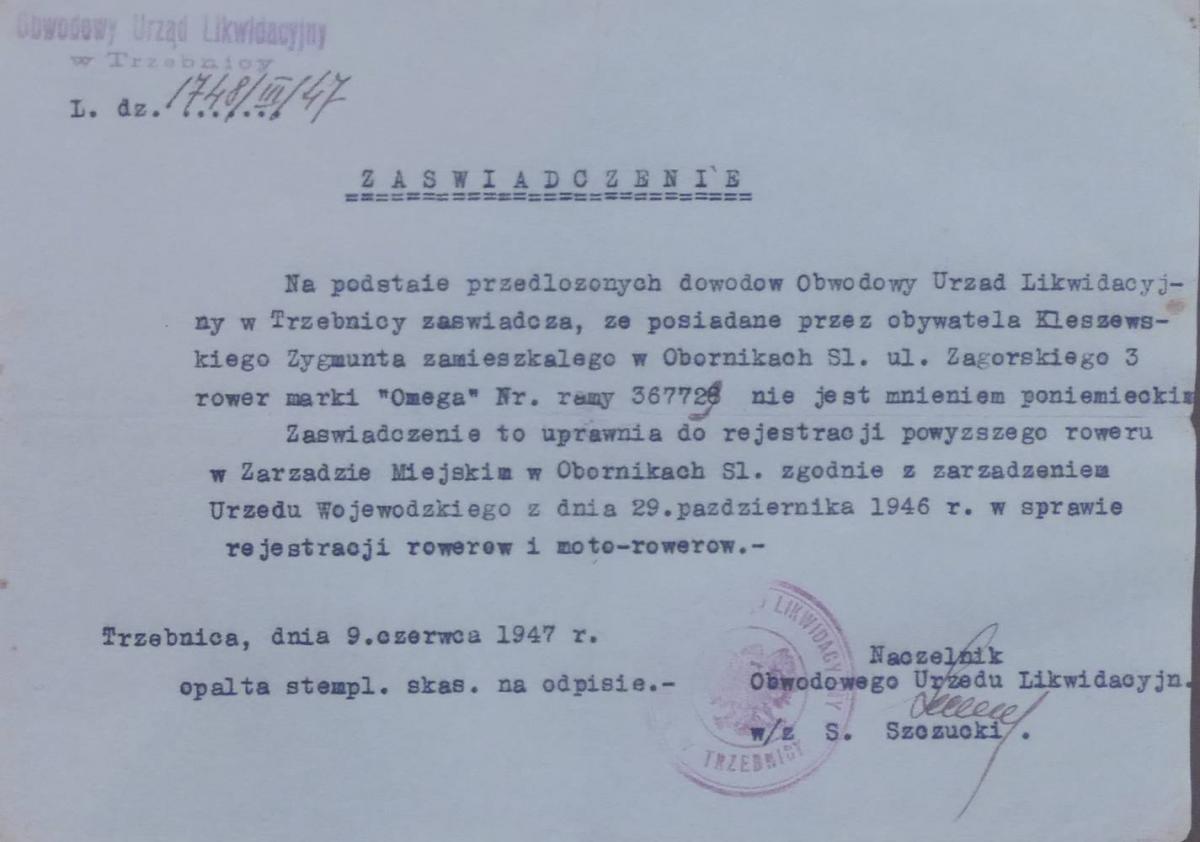 Obwodowy Urząd Likwidacyjny
w Trzebnicy
L. dz. 1748/III/47
Z A S W I A D C Z E N I E
Na podstaie przedlozonych dowodow Obwodowy Urzad Likwidacyj-
ny w Trzebnicy zaswiadcza, ze posiadane przez obywatela Kleszews-
kiego Zygmunta zamieszkalego w Obornikach Sl. ul. Zagorskiego 3
rower marki "Omega" Nr. ramy 36772 nie jest mnieniem poniemieckim
Zaswiadczenie to uprawnia do rejestracji powyzszego roweru
w Zarzadzie Miejskim w Obornikach Sl. zgodnie z zarzadzeniem
Urzedu Wojewodzkiego z dnia 29.pazdziernika 1946 r. w sprawie
rejestracji rowerow i moto-rowerow.-
Trzebnica, dnia 9.czerwca 1947 r.
opalta stempl. skas. na odpisie.-
Naczelnik
Obwodowego Urzedu Likwidacyjn.
w/z S. Szczucki .
LIKWIDACYJNY
W TRZEBNICY